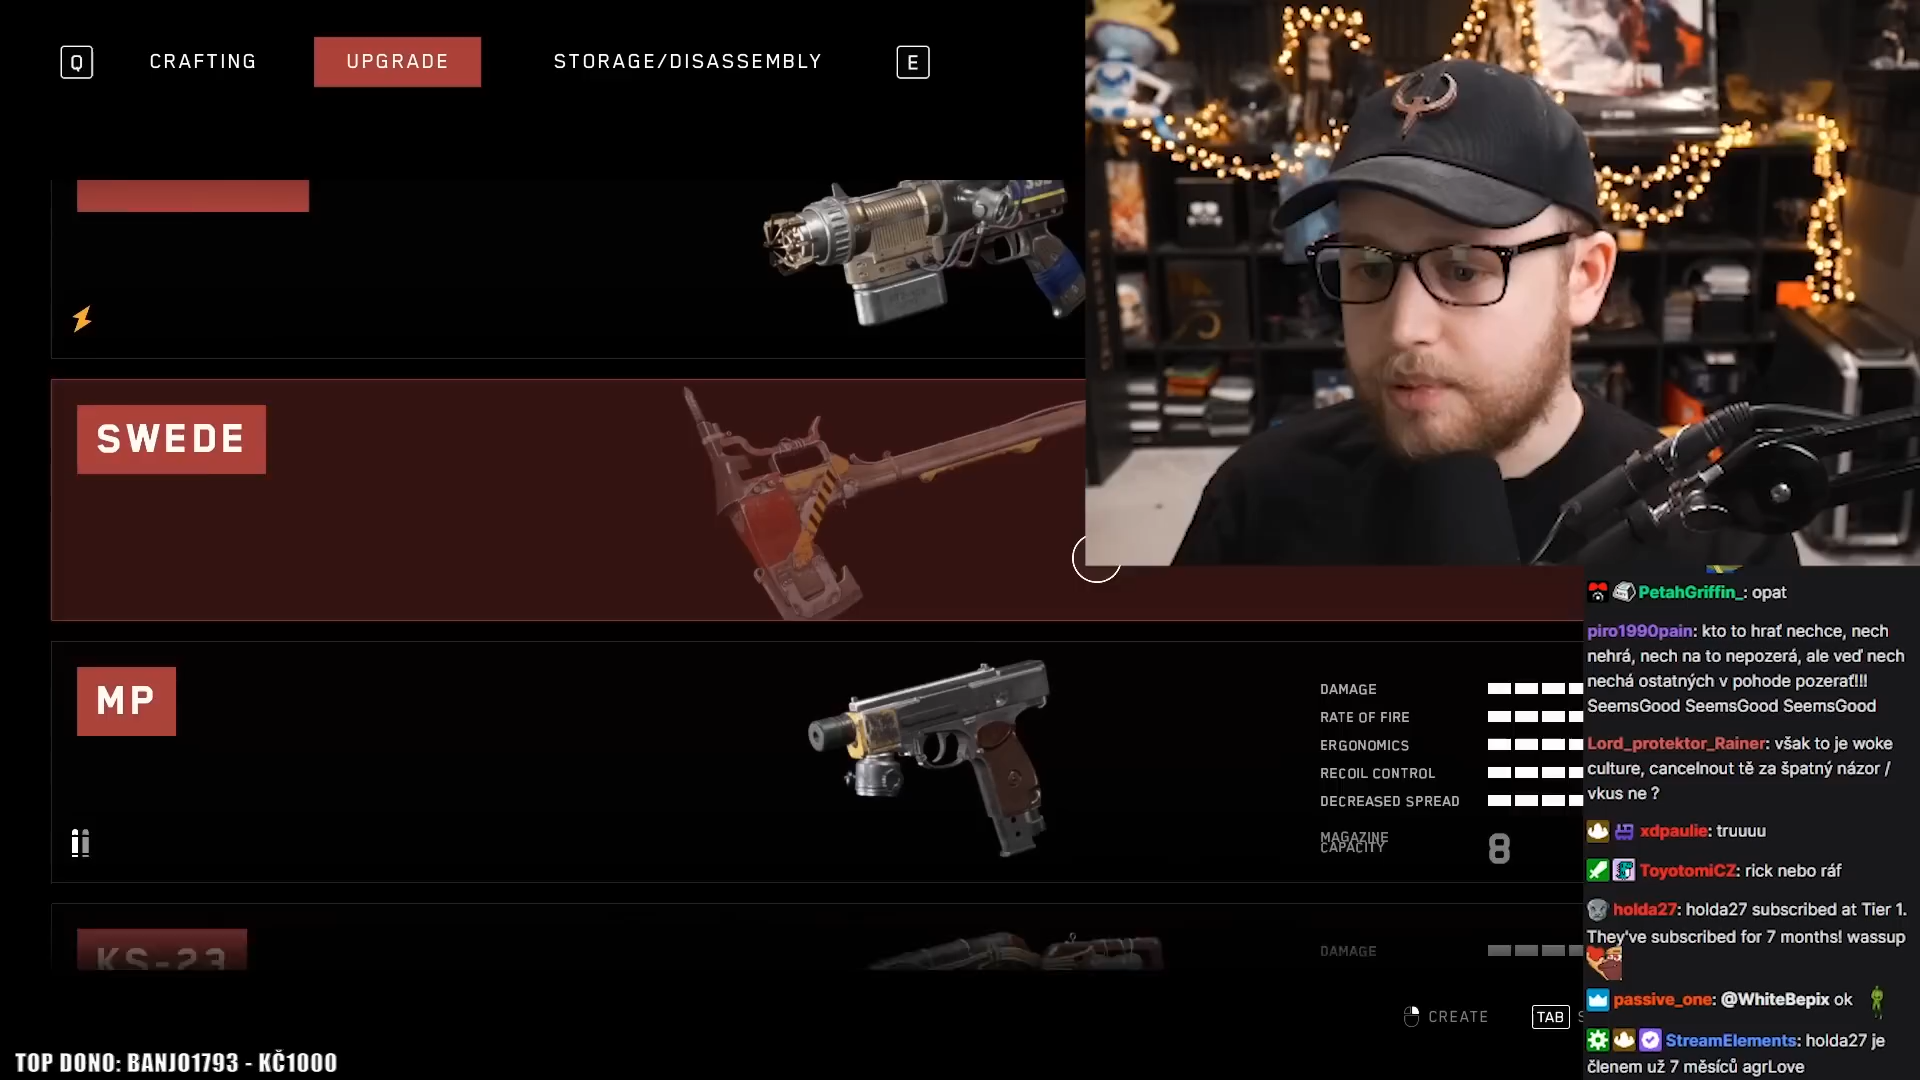 Q CRAFTING UPGRADE STORAGE/DISASSEMBLY E
SWEDE
MP
DAMAGE
RATE OF FIRE
ERGONOMICS
RECOIL CONTROL
DECREASED SPREAD
MAGAZINE
CAPACITY
8
KS-23
DAMAGE
CREATE TAB S
TOP DONO: BANJO1793 - KČ1000
PetahGriffin_: opat
piro1990pain: kto to hrať nechce, nech
nehrá, nech na to nepozerá, ale veď nech
nechá ostatných v pohode pozerať!!!
SeemsGood SeemsGood SeemsGood
Lord_protektor_Rainer: však to je woke
culture, cancelnout tě za špatný názor /
vkus ne ?
xdpaulie: truuuu
ToyotomiCZ: rick nebo ráf
holda27: holda27 subscribed at Tier 1.
They've subscribed for 7 months! wassup
passive_one: @WhiteBepix ok
StreamElements: holda27 je
členem už 7 měsíců agrLove